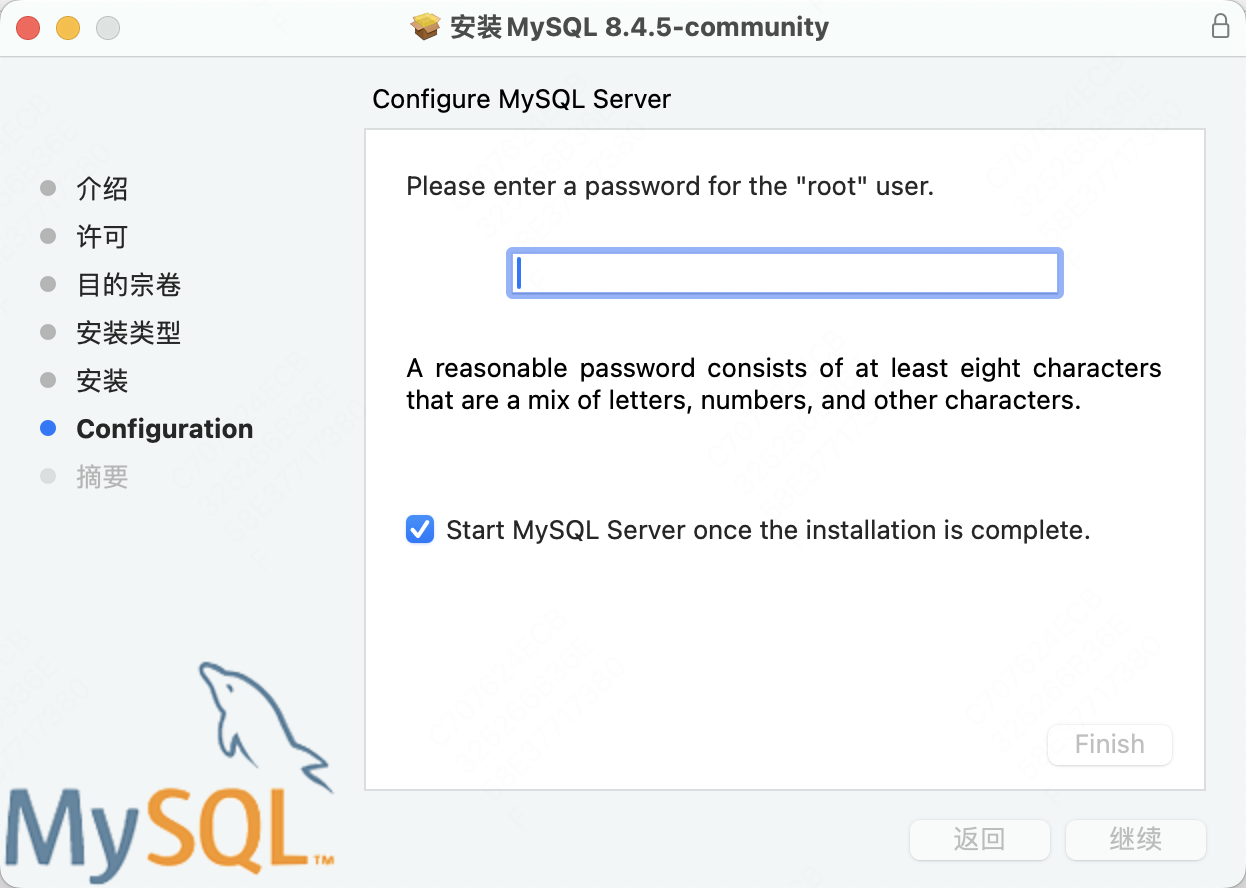 安装 MySQL 8.4.5-community
Configure MySQL Server
介绍
许可
目的宗卷
安装类型
安装
Configuration
摘要
Please enter a password for the "root" user.
A reasonable password consists of at least eight characters
that are a mix of letters, numbers, and other characters.
Start MySQL Server once the installation is complete.
Finish
MySQL™
返回
继续